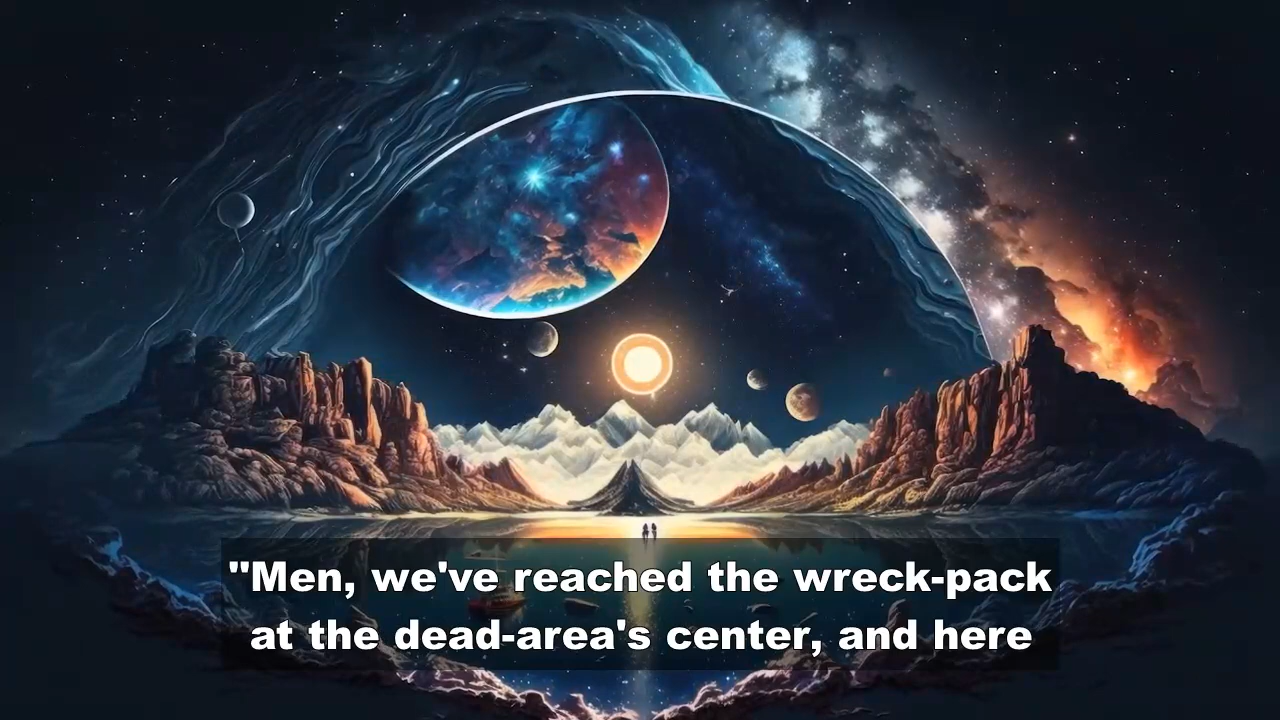 "Men, we've reached the wreck-pack
at the dead-area's center, and here